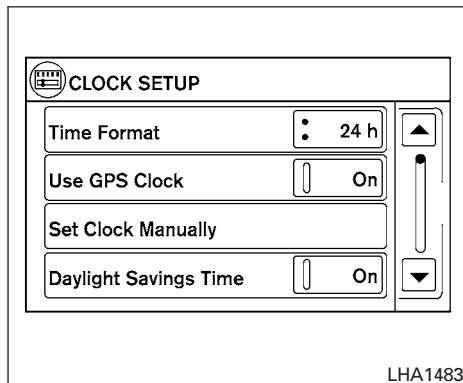 CLOCK SETUP
Time Format 24 h
Use GPS Clock On
Set Clock Manually
Daylight Savings Time On
LHA1483